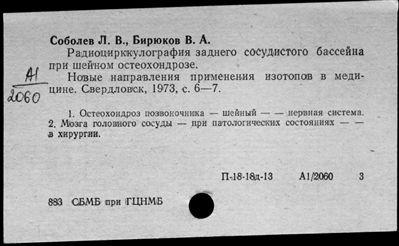 Соболев Л. В., Бирюков В. А.
Радиоцирккулография заднего сосудистого бассейна
при шейном остеохондрозе.
А1
2060
Новые направления применения изотопов в меди-
цине. Свердловск, 1973, с. 6—7.
1. Остеохондроз позвоночника — шейный — — нервная система.
2. Мозга головного сосуды — при патологических состояниях — —
в хирургии.
П-18-18д-13 А1/2060 3
883 СБМБ при ГЦНМБ